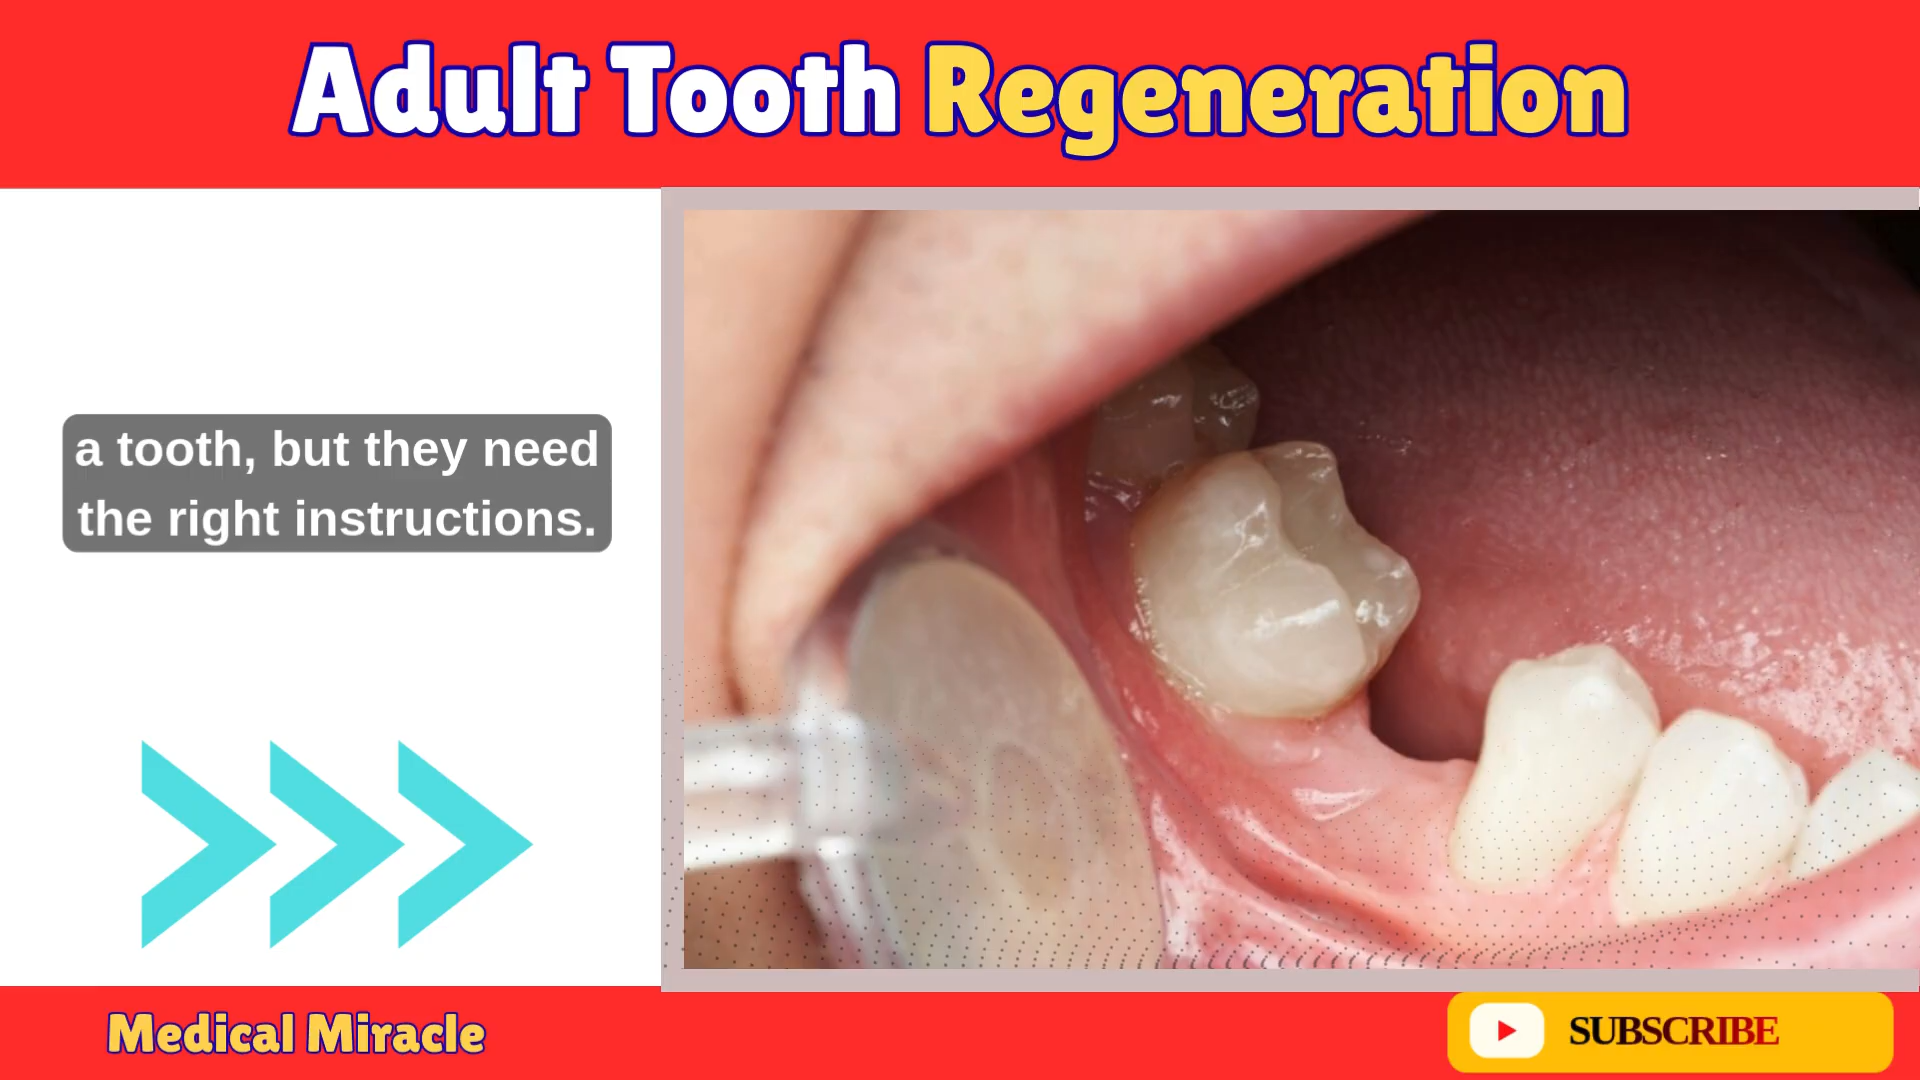 Adult Tooth Regeneration
a tooth, but they need
the right instructions.
Medical Miracle
SUBSCRIBE